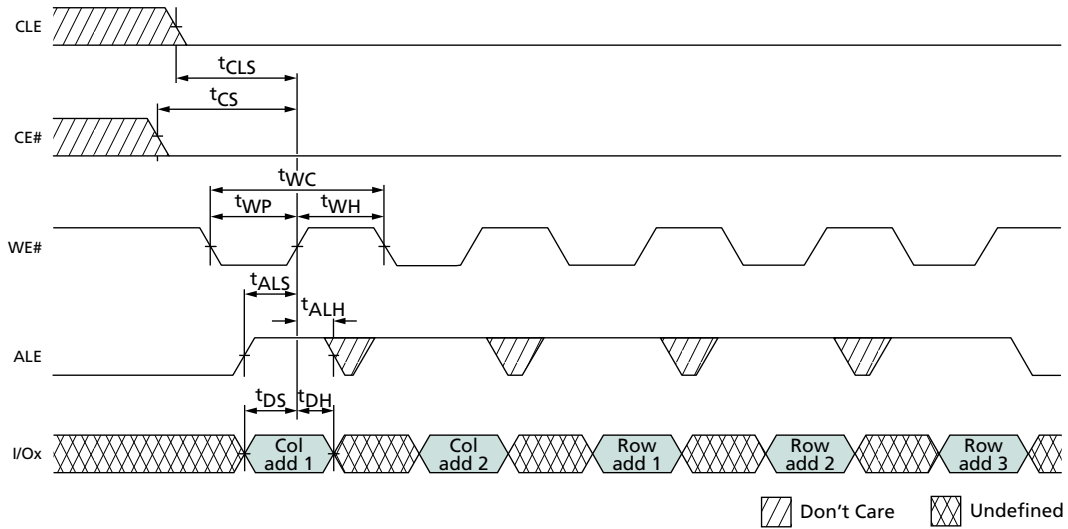 CLE
tCLS
tCS
CE#
tWC
tWP
tWH
WE#
tALS
tALH
ALE
tDS
tDH
I/Ox
Col
add 1
Col
add 2
Row
add 1
Row
add 2
Row
add 3
Don't Care
Undefined